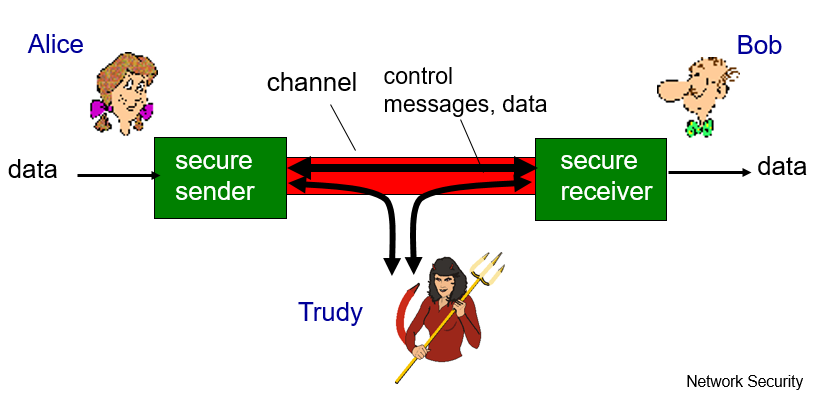 Alice
Bob
channel
control
messages, data
data
secure
sender
secure
receiver
data
Trudy
Network Security